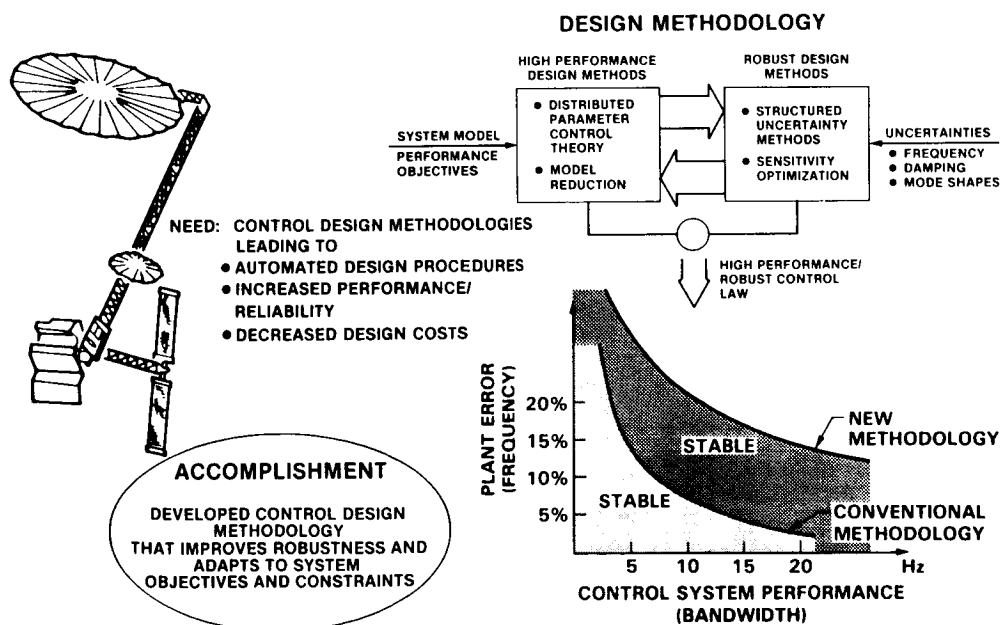 DESIGN METHODOLOGY
HIGH PERFORMANCE
DESIGN METHODS
ROBUST DESIGN
METHODS
SYSTEM MODEL
PERFORMANCE
OBJECTIVES
● DISTRIBUTED
PARAMETER
CONTROL
THEORY
● MODEL
REDUCTION
● STRUCTURED
UNCERTAINTY
METHODS
● SENSITIVITY
OPTIMIZATION
UNCERTAINTIES
● FREQUENCY
● DAMPING
● MODE SHAPES
HIGH PERFORMANCE/
ROBUST CONTROL
LAW
NEED: CONTROL DESIGN METHODOLOGIES
LEADING TO
● AUTOMATED DESIGN PROCEDURES
● INCREASED PERFORMANCE/
RELIABILITY
● DECREASED DESIGN COSTS
ACCOMPLISHMENT
DEVELOPED CONTROL DESIGN
METHODOLOGY
THAT IMPROVES ROBUSTNESS AND
ADAPTS TO SYSTEM
OBJECTIVES AND CONSTRAINTS
PLANT ERROR
(FREQUENCY)
20%
15%
10%
5%
STABLE
STABLE
NEW
METHODOLOGY
CONVENTIONAL
METHODOLOGY
5 10 15 20 Hz
CONTROL SYSTEM PERFORMANCE
(BANDWIDTH)